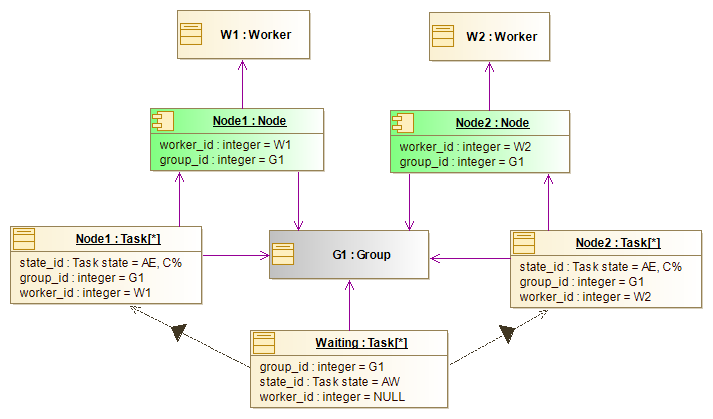 W1 : Worker
W2 : Worker
Node1 : Node
worker_id : integer = W1
group_id : integer = G1
Node2 : Node
worker_id : integer = W2
group_id : integer = G1
Node1 : Task[*]
state_id : Task state = AE, C%
group_id : integer = G1
worker_id : integer = W1
G1 : Group
Node2 : Task[*]
state_id : Task state = AE, C%
group_id : integer = G1
worker_id : integer = W2
Waiting : Task[*]
group_id : integer = G1
state_id : Task state = AW
worker_id : integer = NULL